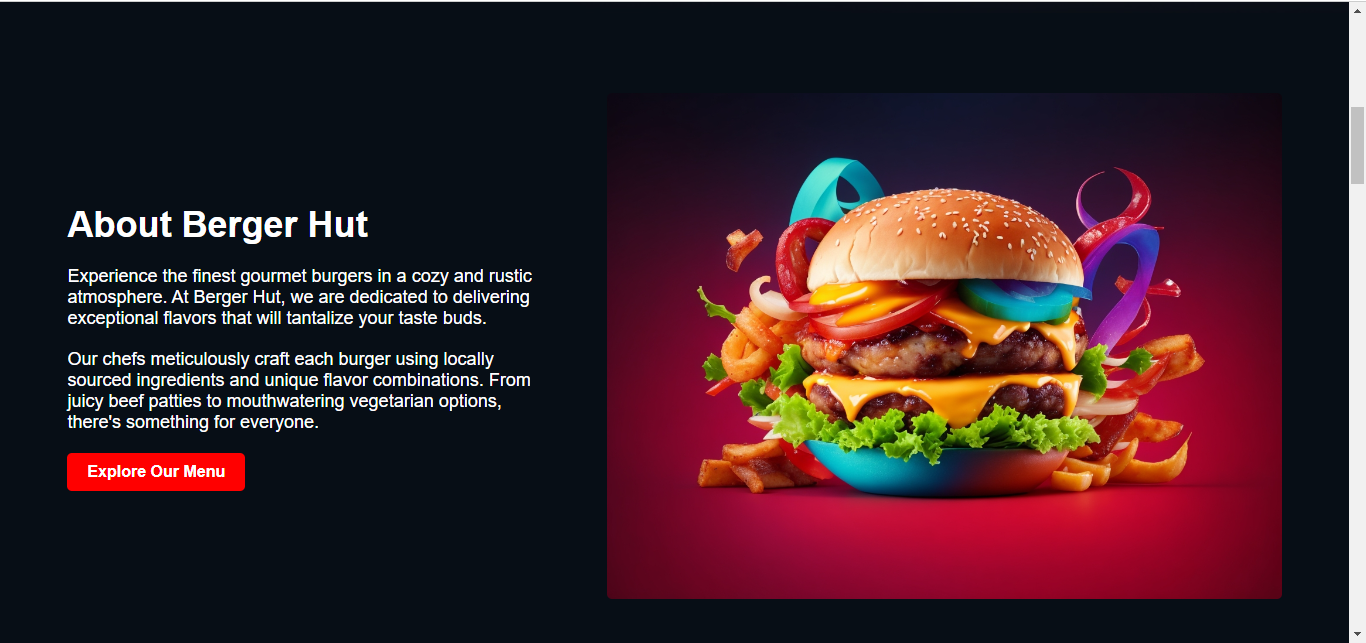 About Berger Hut
Experience the finest gourmet burgers in a cozy and rustic
atmosphere. At Berger Hut, we are dedicated to delivering
exceptional flavors that will tantalize your taste buds.
Our chefs meticulously craft each burger using locally
sourced ingredients and unique flavor combinations. From
juicy beef patties to mouthwatering vegetarian options,
there's something for everyone.
Explore Our Menu